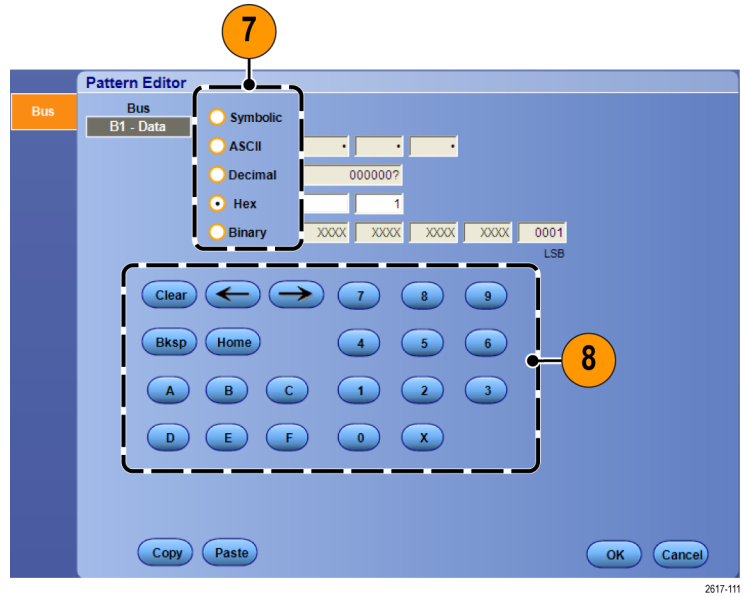 7
Pattern Editor
Bus
Bus
B1 - Data
Symbolic
ASCII
Decimal 000000?
Hex 1
Binary XXXX XXXX XXXX XXXX 0001
LSB
Clear 7 8 9
Bksp Home 4 5 6
8
A B C 1 2 3
D E F 0 X
Copy Paste OK Cancel
2617-111